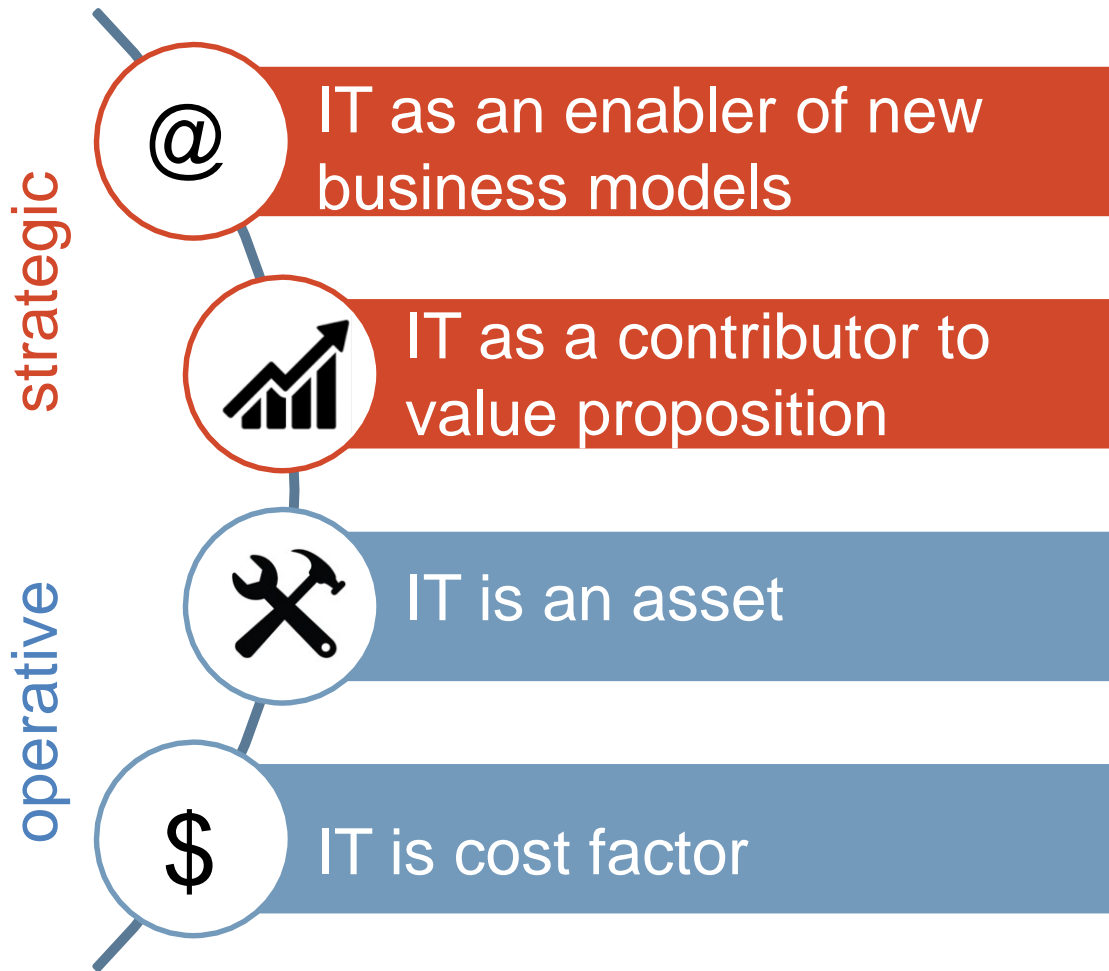 strategic
@
IT as an enabler of new
business models
IT as a contributor to
value proposition
operative
IT is an asset
$
IT is cost factor